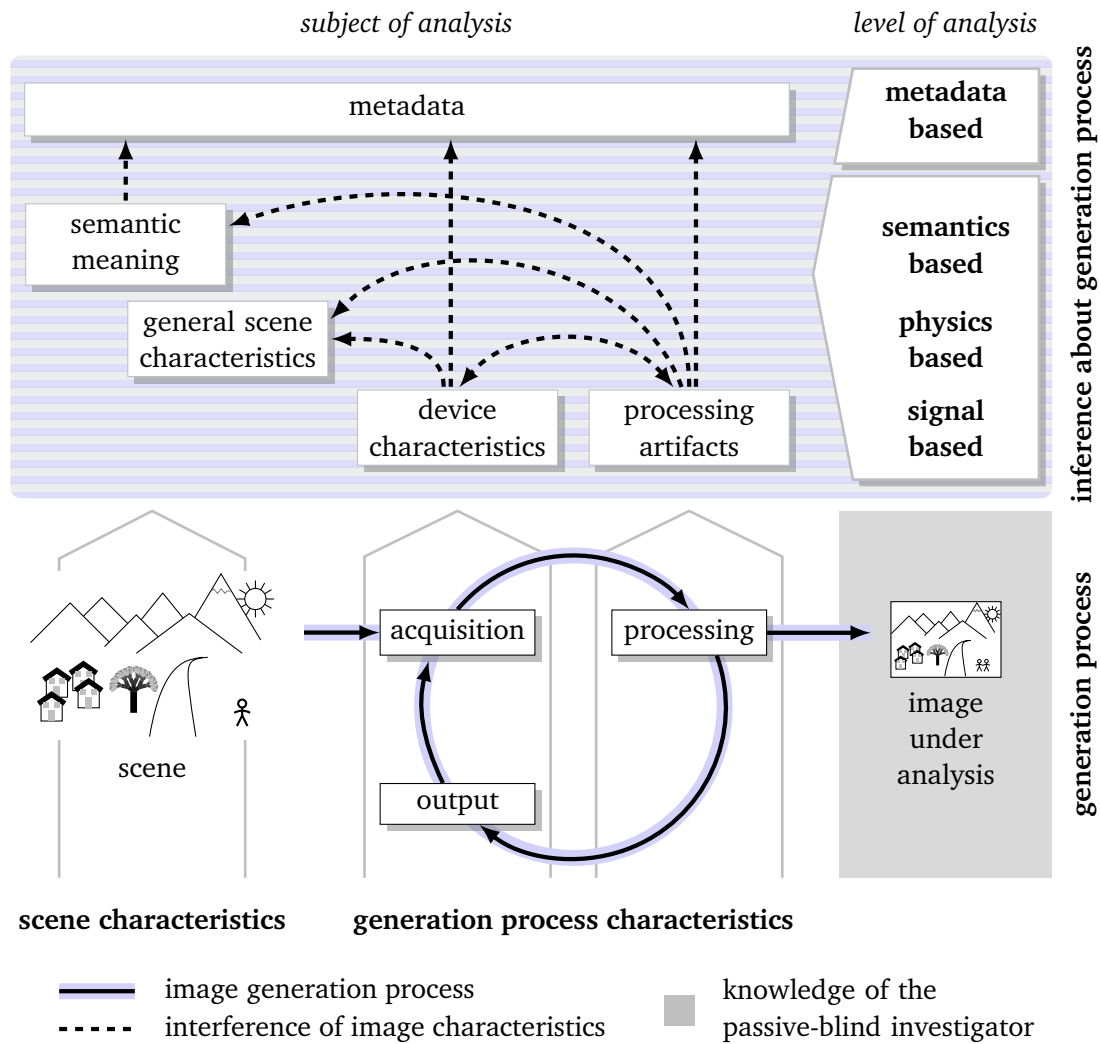 subject of analysis
level of analysis
metadata
metadata
based
semantic
meaning
semantics
based
general scene
characteristics
physics
based
device
characteristics
processing
artifacts
signal
based
inference about generation process
acquisition
processing
output
scene
image
under
analysis
generation process
scene characteristics
generation process characteristics
image generation process
interference of image characteristics
knowledge of the
passive-blind investigator